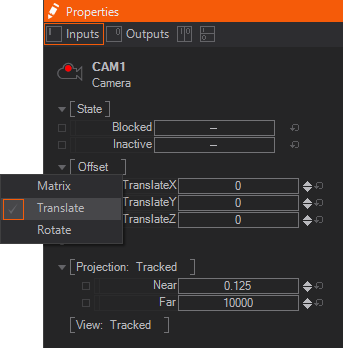 Properties
Inputs Outputs
CAM1
Camera
State
Blocked --
Inactive --
Offset
Matrix
TranslateX 0
Translate
TranslateY 0
TranslateZ 0
Rotate
Projection: Tracked
Near 0.125
Far 10000
View: Tracked